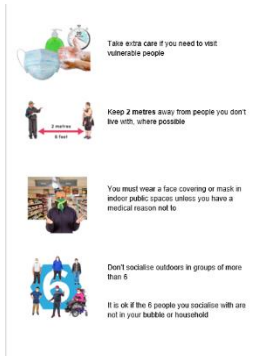 Take extra care if you need to visit
vulnerable people
Keep 2 metres away from people you don't
live with, where possible
2 metres
6 feet
You must wear a face covering or mask in
indoor public spaces unless you have a
medical reason not to
Don't socialise outdoors in groups of more
than 6
6
It is ok if the 6 people you socialise with are
not in your bubble or household